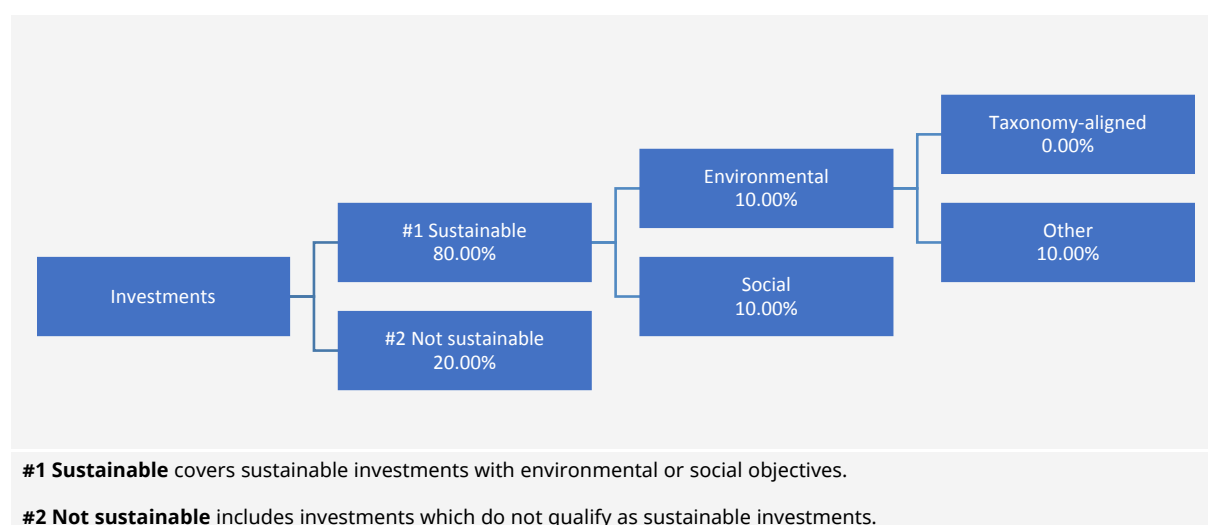 Investments
#1 Sustainable
80.00%
#2 Not sustainable
20.00%
Environmental
10.00%
Social
10.00%
Taxonomy-aligned
0.00%
Other
10.00%
#1 Sustainable covers sustainable investments with environmental or social objectives.
#2 Not sustainable includes investments which do not qualify as sustainable investments.